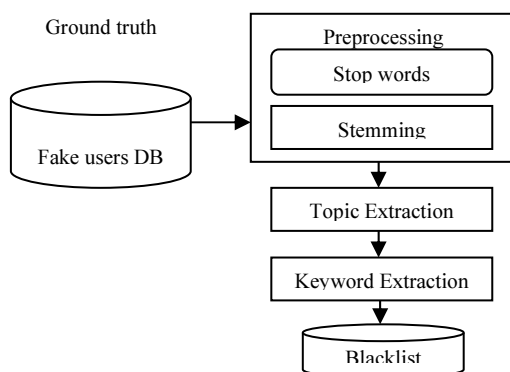 Ground truth
Fake users DB
Preprocessing
Stop words
Stemming
Topic Extraction
Keyword Extraction
Blacklist